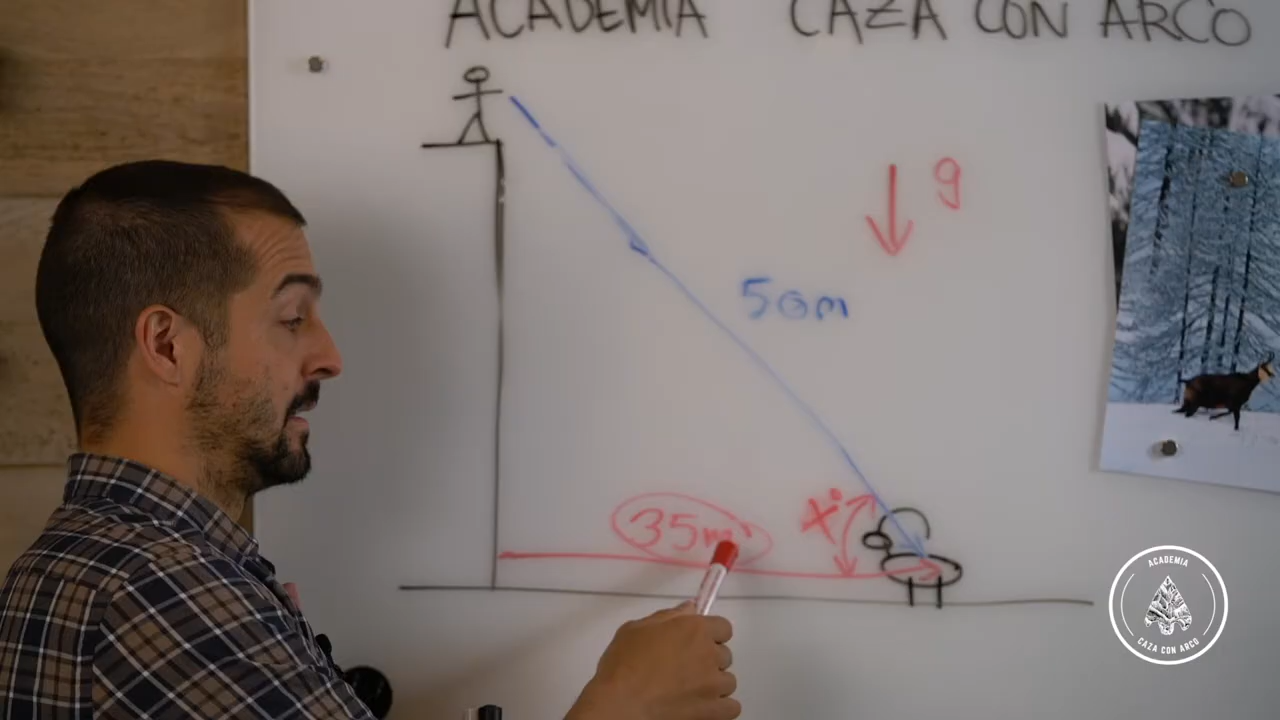 ACADEMIA CAZA CON ARCO
g
50m
35m
x°
ACADEMIA
CAZA CON ARCO